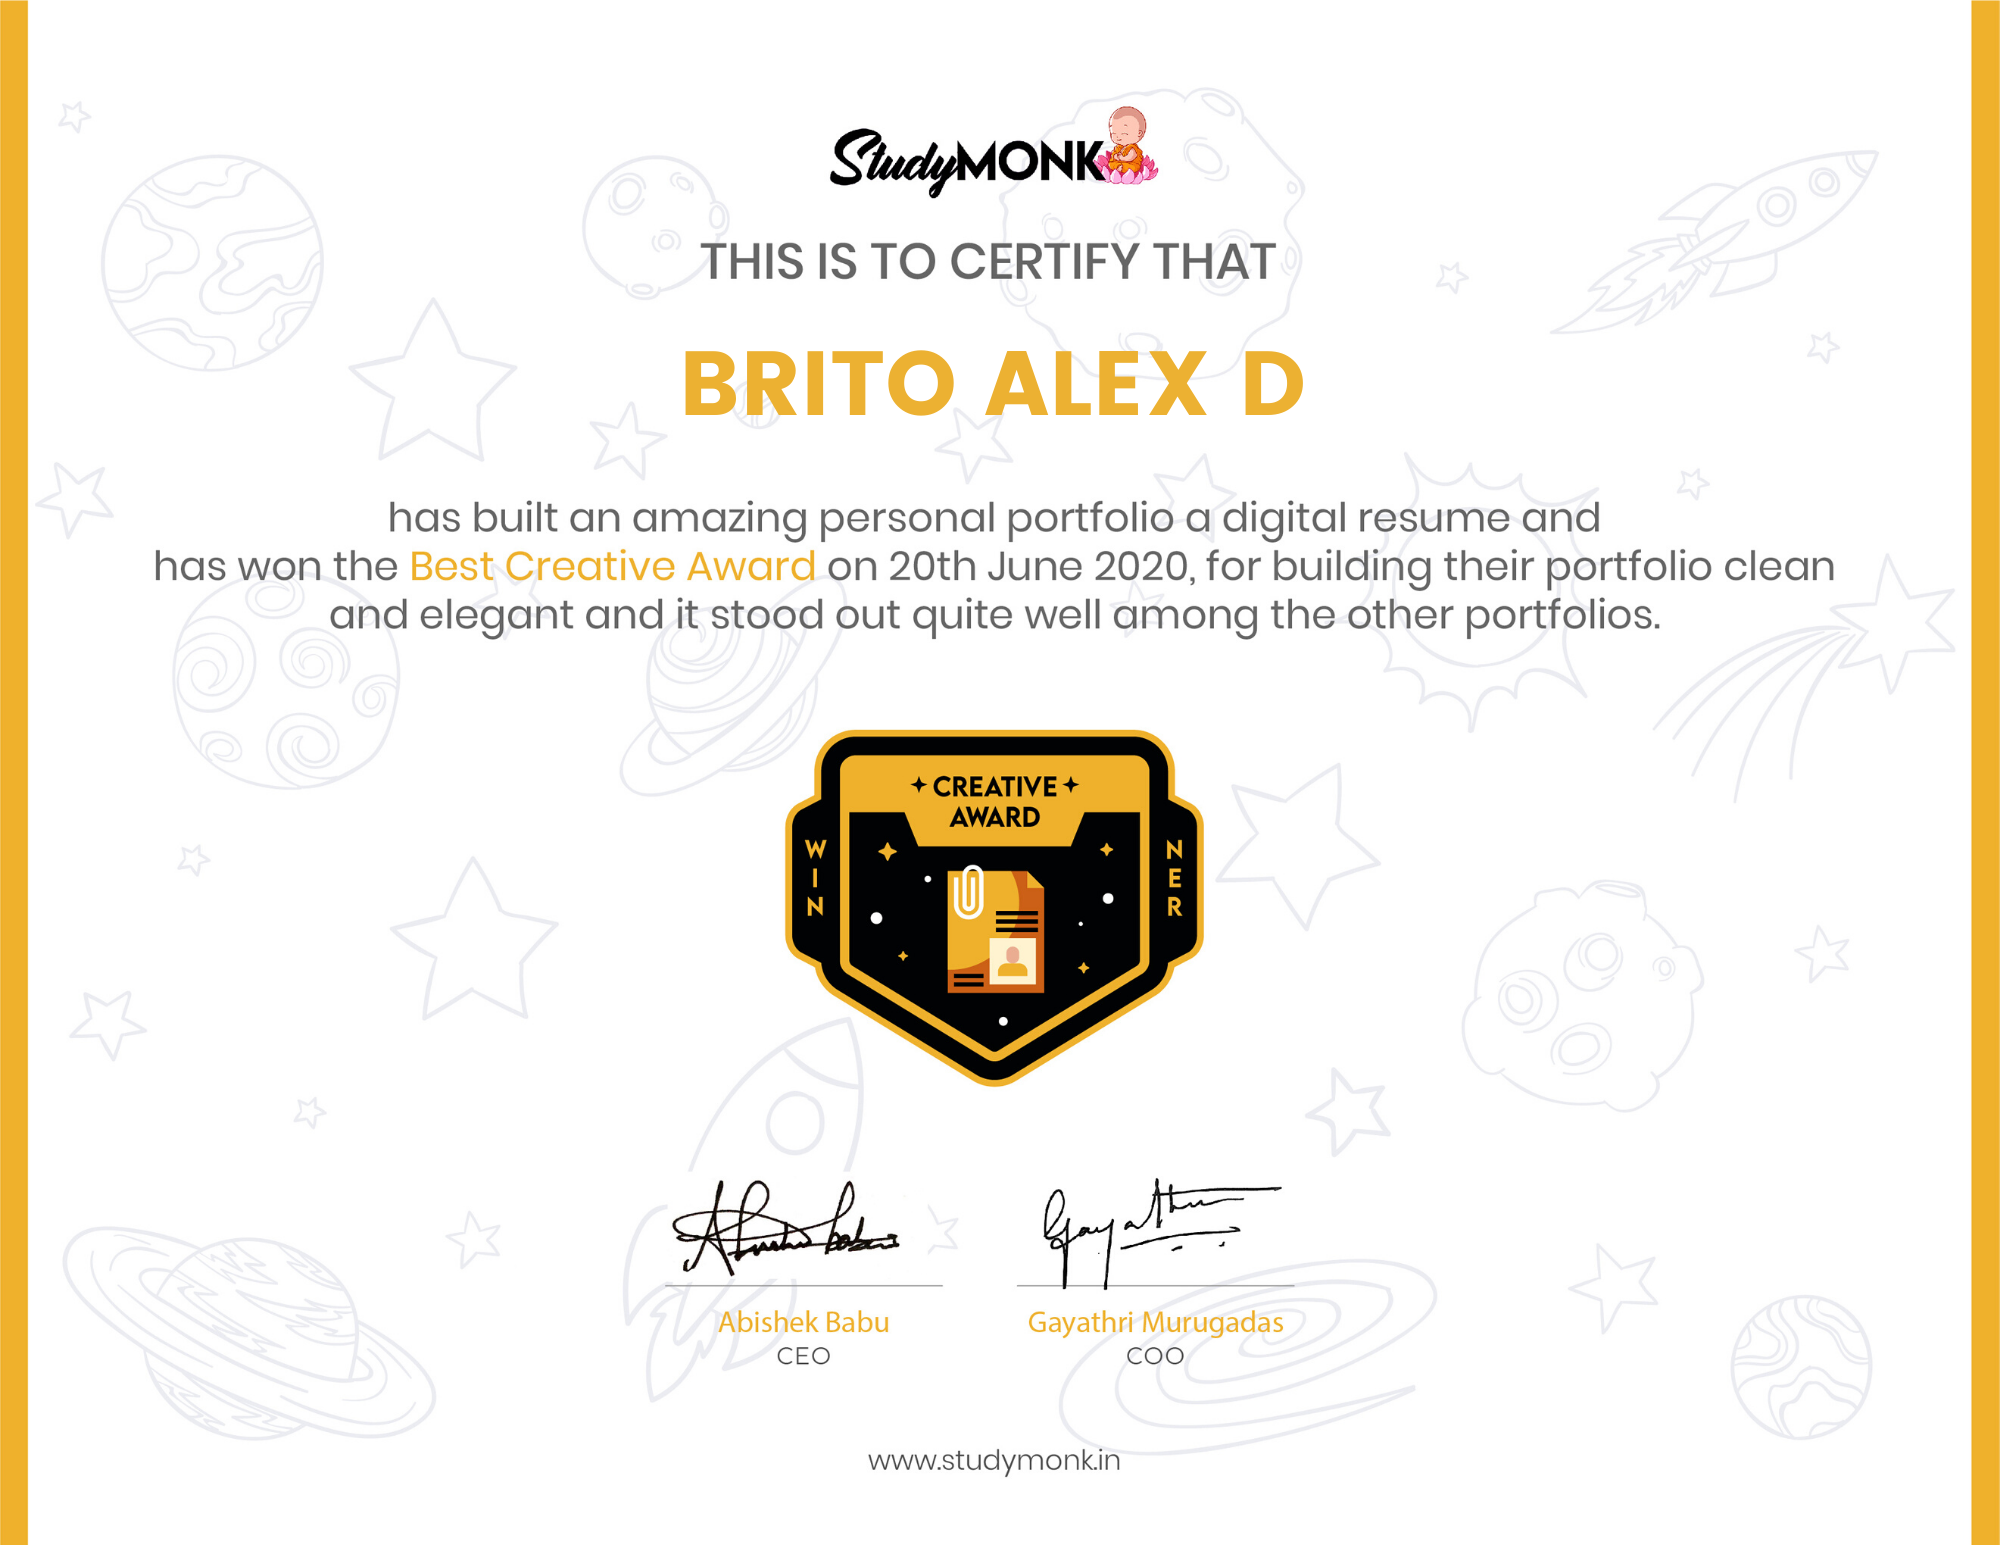 StudyMONK
THIS IS TO CERTIFY THAT
BRITO ALEX D
has built an amazing personal portfolio a digital resume and
has won the Best Creative Award on 20th June 2020, for building their portfolio clean
and elegant and it stood out quite well among the other portfolios.
CREATIVE
AWARD
WIN
NER
Abishek Babu
Gayathri
Abishek Babu
Gayathri Murugadas
CEO
COO
www.studymonk.in